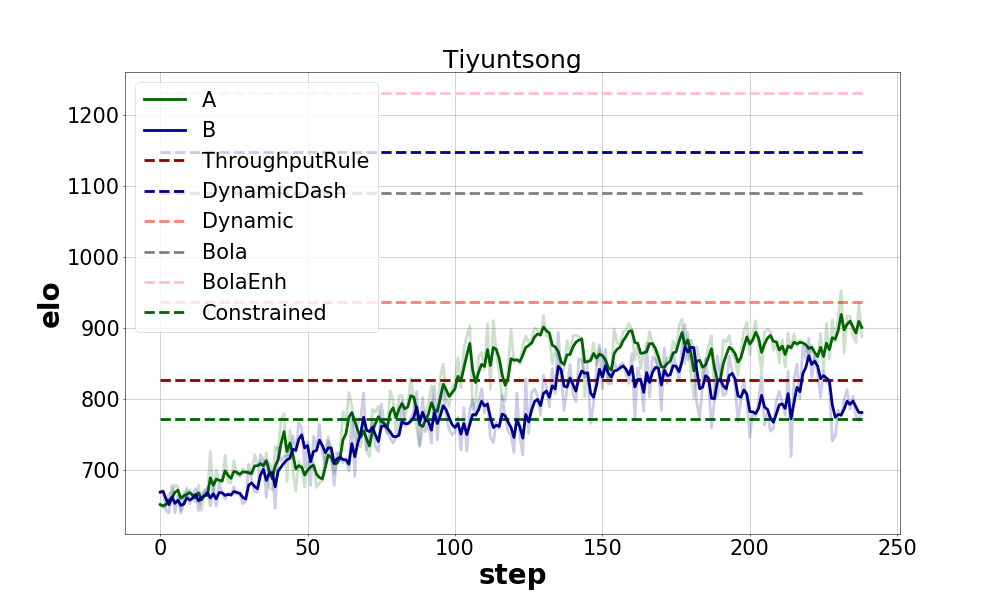 Tiyuntsong
A
B
ThroughputRule
DynamicDash
Dynamic
Bola
BolaEnh
Constrained
1200
1100
1000
900
800
700
elo
0 50 100 150 200 250
step